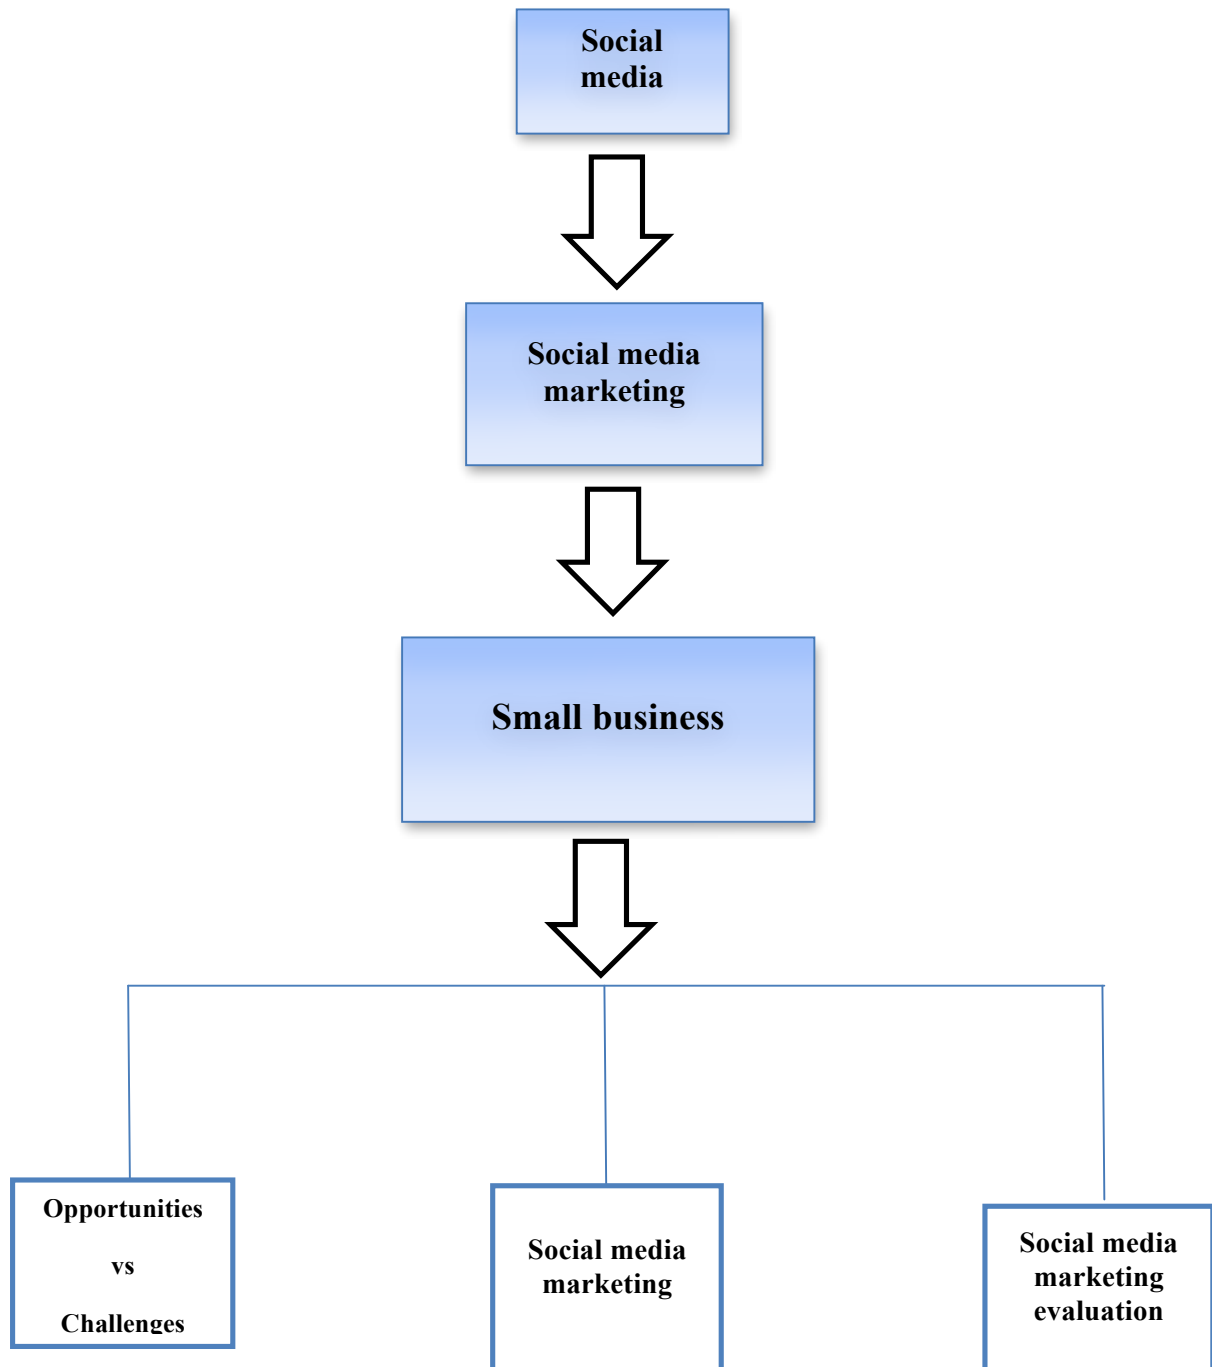 Social
media
Social media
marketing
Small business
Opportunities
vs
Challenges
Social media
marketing
Social media
marketing
evaluation